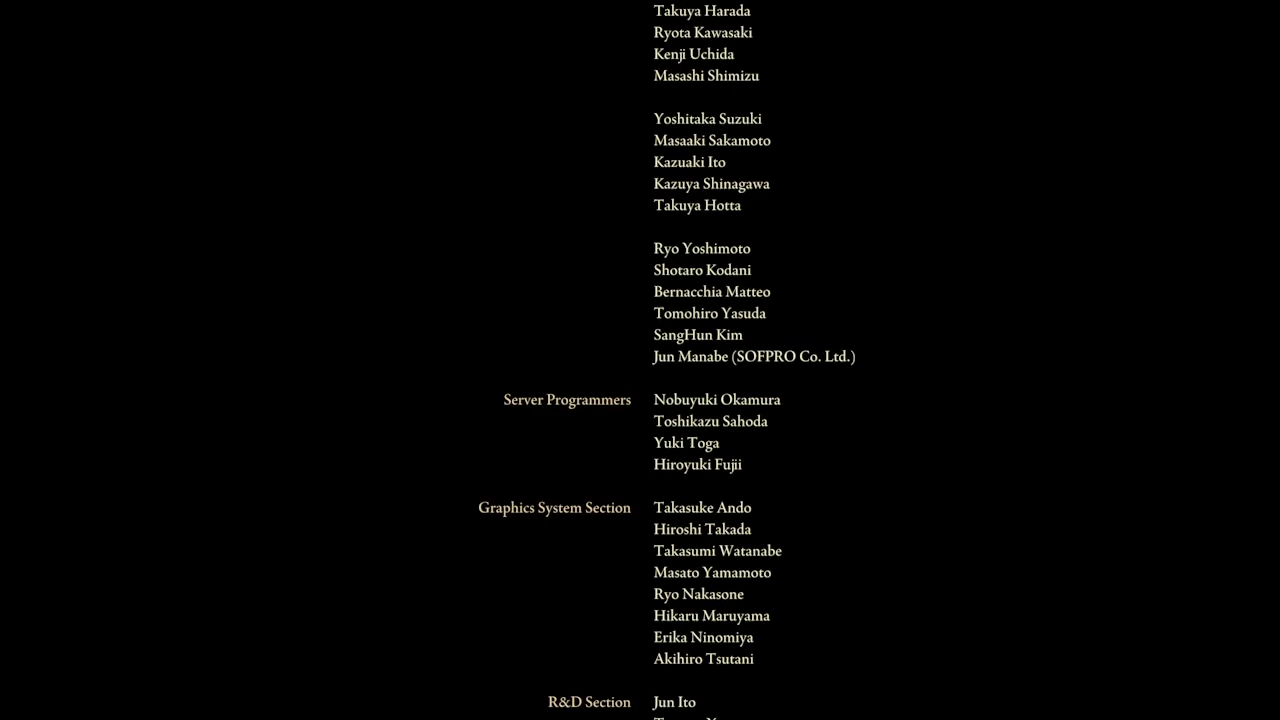 Takuya Harada
Ryota Kawasaki
Kenji Uchida
Masashi Shimizu
Yoshitaka Suzuki
Masaaki Sakamoto
Kazuaki Ito
Kazuya Shinagawa
Takuya Hotta
Ryo Yoshimoto
Shotaro Kodani
Bernacchia Matteo
Tomohiro Yasuda
SangHun Kim
Jun Manabe (SOFPRO Co. Ltd.)
Server Programmers Nobuyuki Okamura
Toshikazu Sahoda
Yuki Toga
Hiroyuki Fujii
Graphics System Section Takasuke Ando
Hiroshi Takada
Takasumi Watanabe
Masato Yamamoto
Ryo Nakasone
Hikaru Maruyama
Erika Ninomiya
Akihiro Tsutani
R&D Section Jun Ito